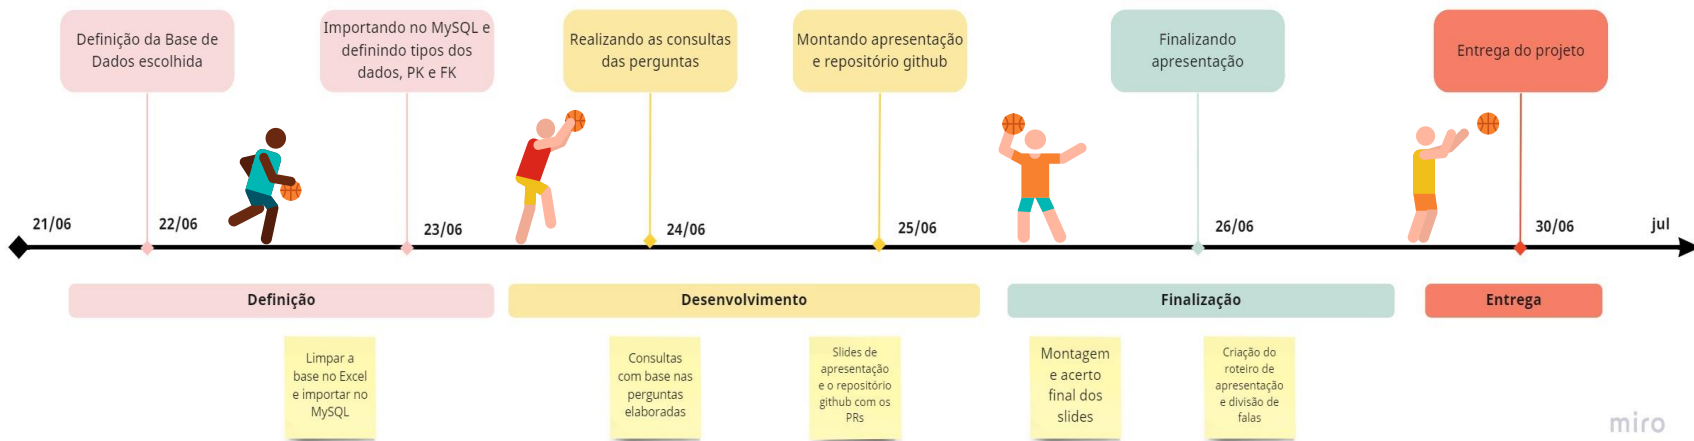 Definição da Base de
Dados escolhida
Importando no MySQL e
definindo tipos dos
dados, PK e FK
Realizando as consultas
das perguntas
Montando apresentação
e repositório github
Finalizando
apresentação
Entrega do projeto
21/06
22/06
23/06
24/06
25/06
26/06
30/06
jul
Definição
Desenvolvimento
Finalização
Entrega
Limpar a
base no Excel
e importar no
MySQL
Consultas
com base nas
perguntas
elaboradas
Slides de
apresentação
e o repositório
github com os
PRs
Montagem
e acerto
final dos
slides
Criação do
roteiro de
apresentação
e divisão de
falas
miro